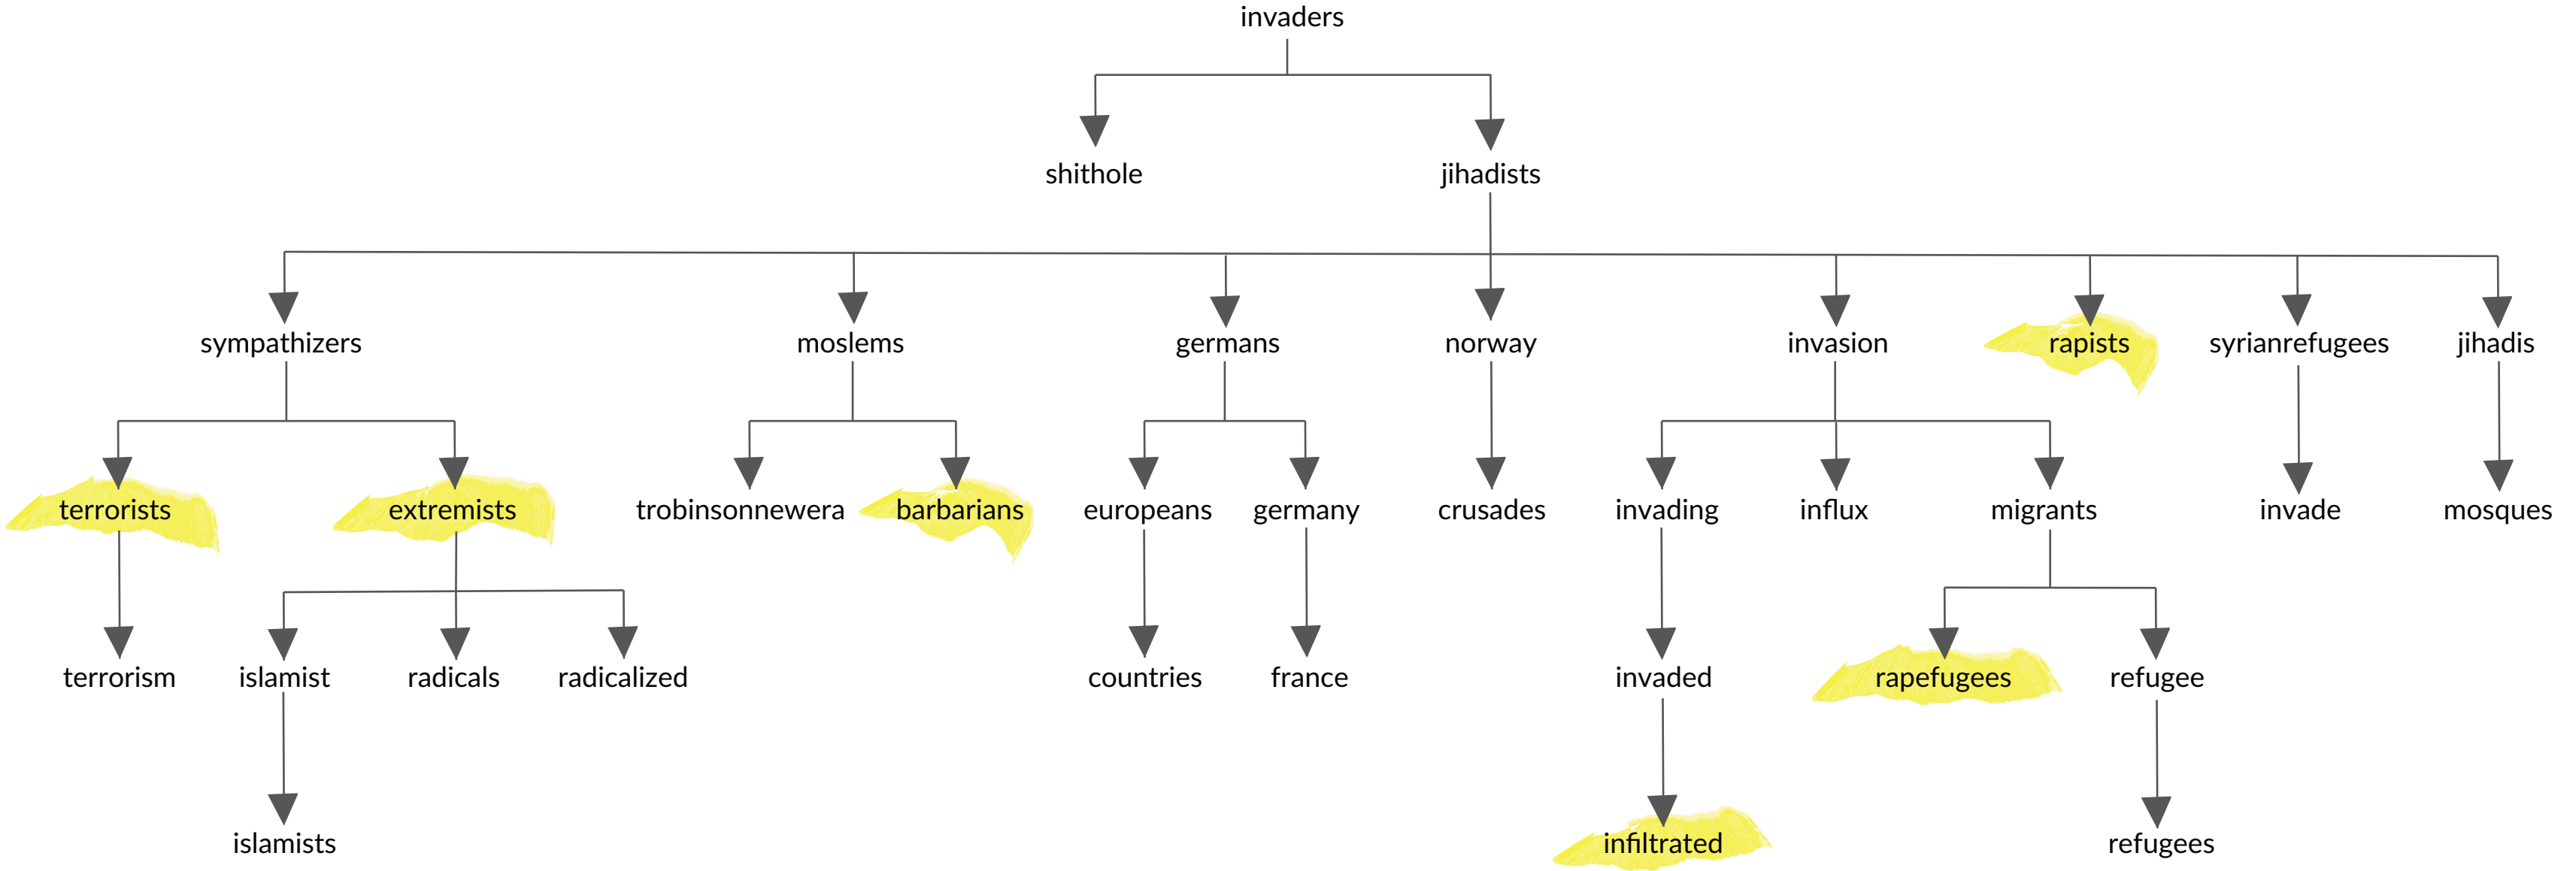 invaders
shithole jihadists
sympathizers moslems germans norway invasion rapists syrianrefugees jihadis
terrorists extremists trobinsonnewera barbarians europeans germany crusades invading influx migrants invade mosques
terrorism islamist radicals radicalized countries france invaded rapefugees refugee
islamists infiltrated refugees